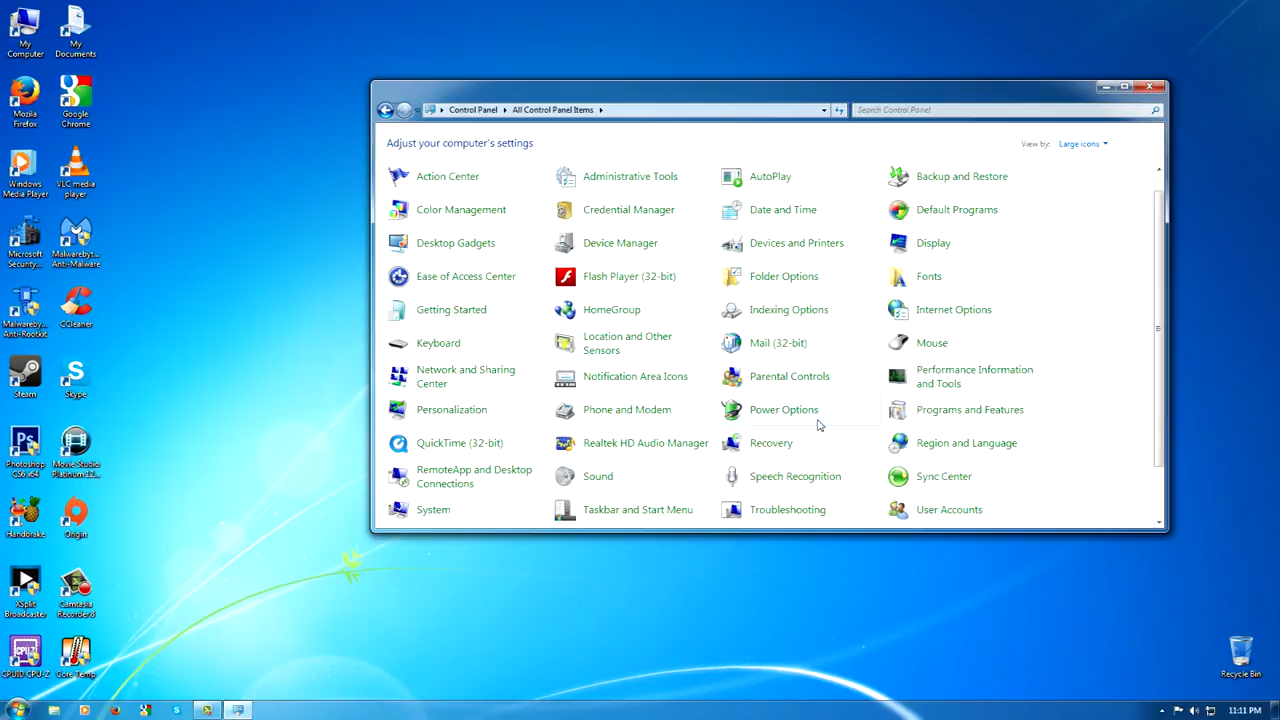 My Computer
My Documents
Mozilla Firefox
Google Chrome
Windows Media Player
VLC media player
Microsoft Security...
Malwarebyt... Anti-Malware
Malwareby... Anti-Rootkit
CCleaner
Steam
Skype
Photoshop CS6 x64
Movie Studio Platinum 12...
Handbrake
Origin
XSplit Broadcaster
Camtasia Recorder 8
CPUID CPU-Z
Core Temp
Control Panel
All Control Panel Items
Search Control Panel
Adjust your computer's settings
View by: Large icons
Action Center
Administrative Tools
AutoPlay
Backup and Restore
Color Management
Credential Manager
Date and Time
Default Programs
Desktop Gadgets
Device Manager
Devices and Printers
Display
Ease of Access Center
Flash Player (32-bit)
Folder Options
Fonts
Getting Started
HomeGroup
Indexing Options
Internet Options
Keyboard
Location and Other
Sensors
Mail (32-bit)
Mouse
Network and Sharing
Center
Notification Area Icons
Parental Controls
Performance Information
and Tools
Personalization
Phone and Modem
Power Options
Programs and Features
QuickTime (32-bit)
Realtek HD Audio Manager
Recovery
Region and Language
RemoteApp and Desktop
Connections
Sound
Speech Recognition
Sync Center
System
Taskbar and Start Menu
Troubleshooting
User Accounts
Recycle Bin
11:11 PM